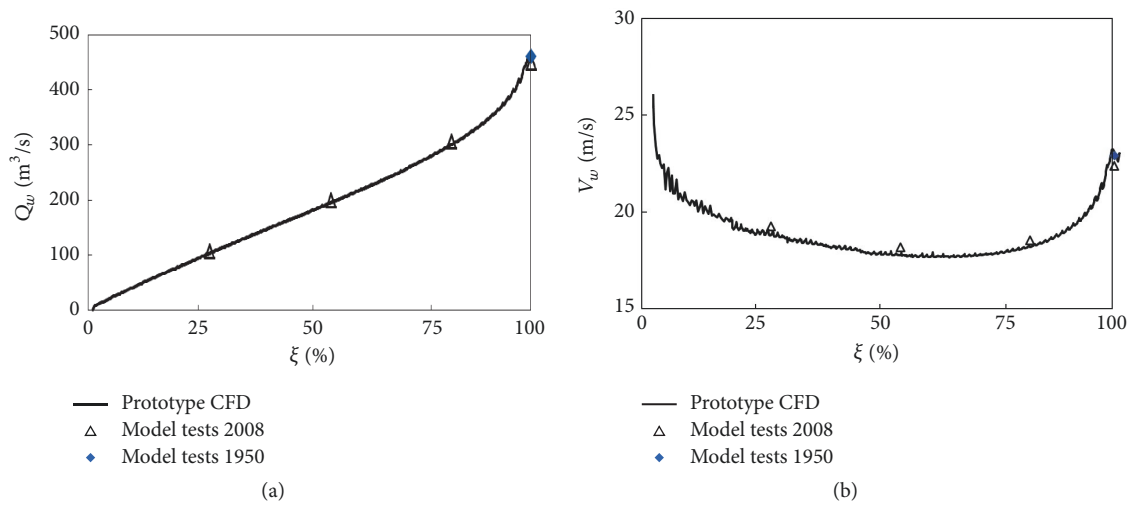 500
400
300
200
100
0
Q_w (m³/s)
0 25 50 75 100
ξ (%)
Prototype CFD
Model tests 2008
Model tests 1950
(a)
30
25
20
15
V_w (m/s)
0 25 50 75 100
ξ (%)
Prototype CFD
Model tests 2008
Model tests 1950
(b)